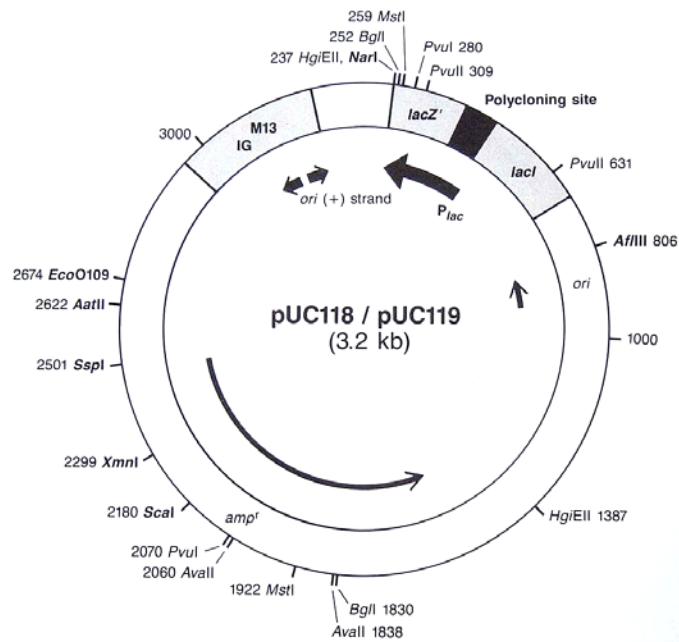 259 MstI
252 BglI
237 HgiEII, NarI
PvuI 280
PvuII 309
Polycloning site
lacZ'
lacI
M13
IG
3000
PvuII 631
ori (+) strand
Plac
AflIII 806
ori
2674 EcoO109
2622 AatII
pUC118 / pUC119
(3.2 kb)
1000
2501 SspI
2299 XmnI
2180 ScaI
ampr
HgiEII 1387
2070 PvuI
2060 AvaII
1922 MstI
BglI 1830
AvaII 1838